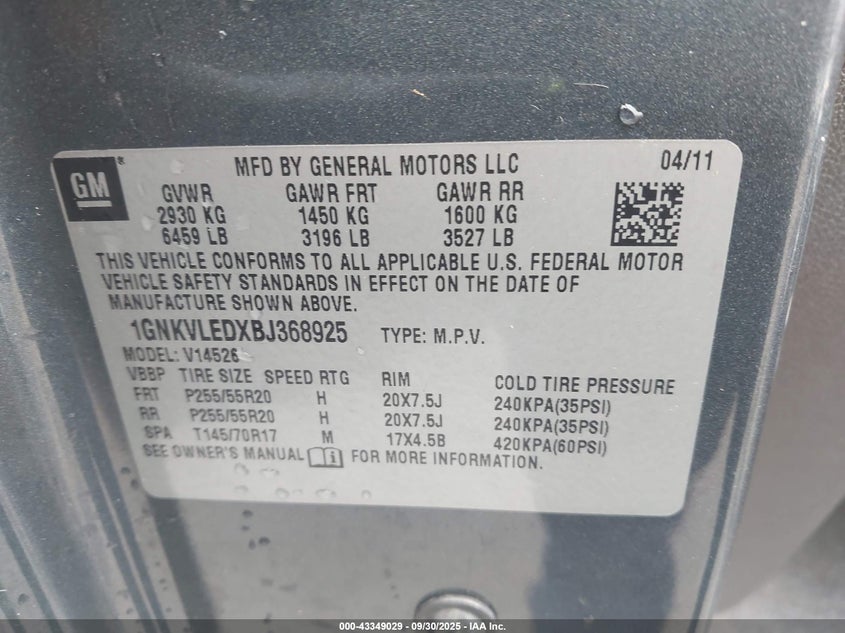 GM ®
MFD BY GENERAL MOTORS LLC 04/11
GVWR GAWR FRT GAWR RR
2930 KG 1450 KG 1600 KG
6459 LB 3196 LB 3527 LB
THIS VEHICLE CONFORMS TO ALL APPLICABLE U.S. FEDERAL MOTOR
VEHICLE SAFETY STANDARDS IN EFFECT ON THE DATE OF
MANUFACTURE SHOWN ABOVE.
1GNKVLEDXBJ368925 TYPE: M.P.V.
MODEL: V14526
VBBP TIRE SIZE SPEED RTG RIM COLD TIRE PRESSURE
FRT P255/55R20 H 20X7.5J 240KPA(35PSI)
RR P255/55R20 H 20X7.5J 240KPA(35PSI)
SPA T145/70R17 M 17X4.5B 420KPA(60PSI)
SEE OWNER'S MANUAL FOR MORE INFORMATION.
000-43349029 - 09/30/2025 - IAA Inc.